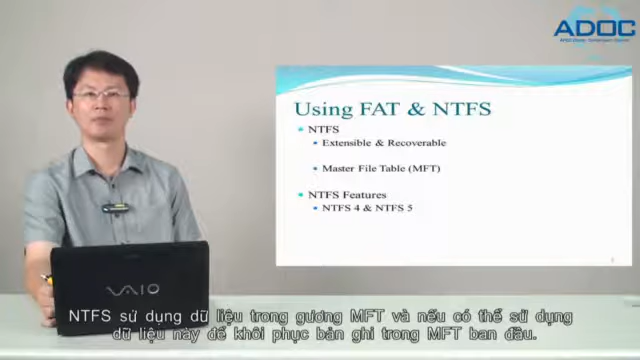 ADOC
Using FAT & NTFS
NTFS
Extensible & Recoverable
Master File Table (MFT)
NTFS Features
NTFS 4 & NTFS 5
VAIO
NTFS sử dụng dữ liệu trong gương MFT và nếu có thể sử dụng
dữ liệu này để khôi phục bản ghi trong MFT ban đầu.